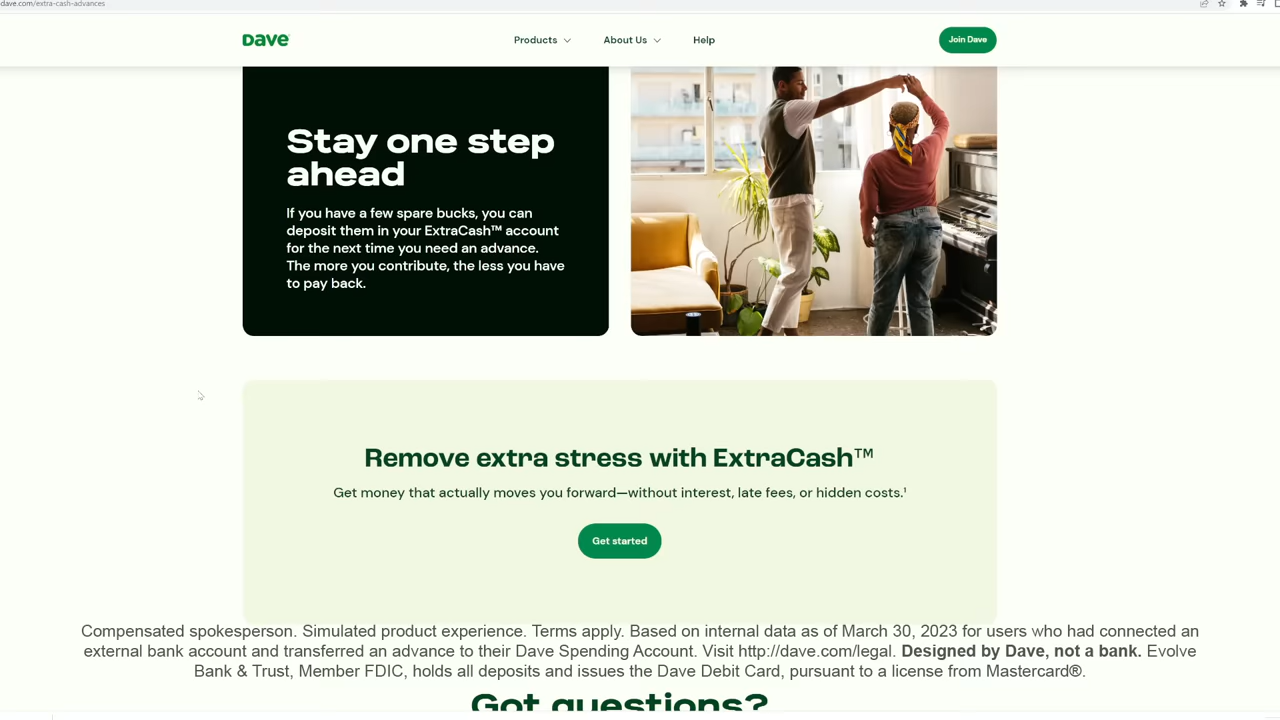 dave.com/extra-cash-advances
Dave
Products
About Us
Help
Join Dave
Stay one step
ahead
If you have a few spare bucks, you can
deposit them in your ExtraCash™ account
for the next time you need an advance.
The more you contribute, the less you have
to pay back.
Remove extra stress with ExtraCash™
Get money that actually moves you forward—without interest, late fees, or hidden costs.¹
Get started
Compensated spokesperson. Simulated product experience. Terms apply. Based on internal data as of March 30, 2023 for users who had connected an
external bank account and transferred an advance to their Dave Spending Account. Visit http://dave.com/legal. Designed by Dave, not a bank. Evolve
Bank & Trust, Member FDIC, holds all deposits and issues the Dave Debit Card, pursuant to a license from Mastercard®.
Got questions?